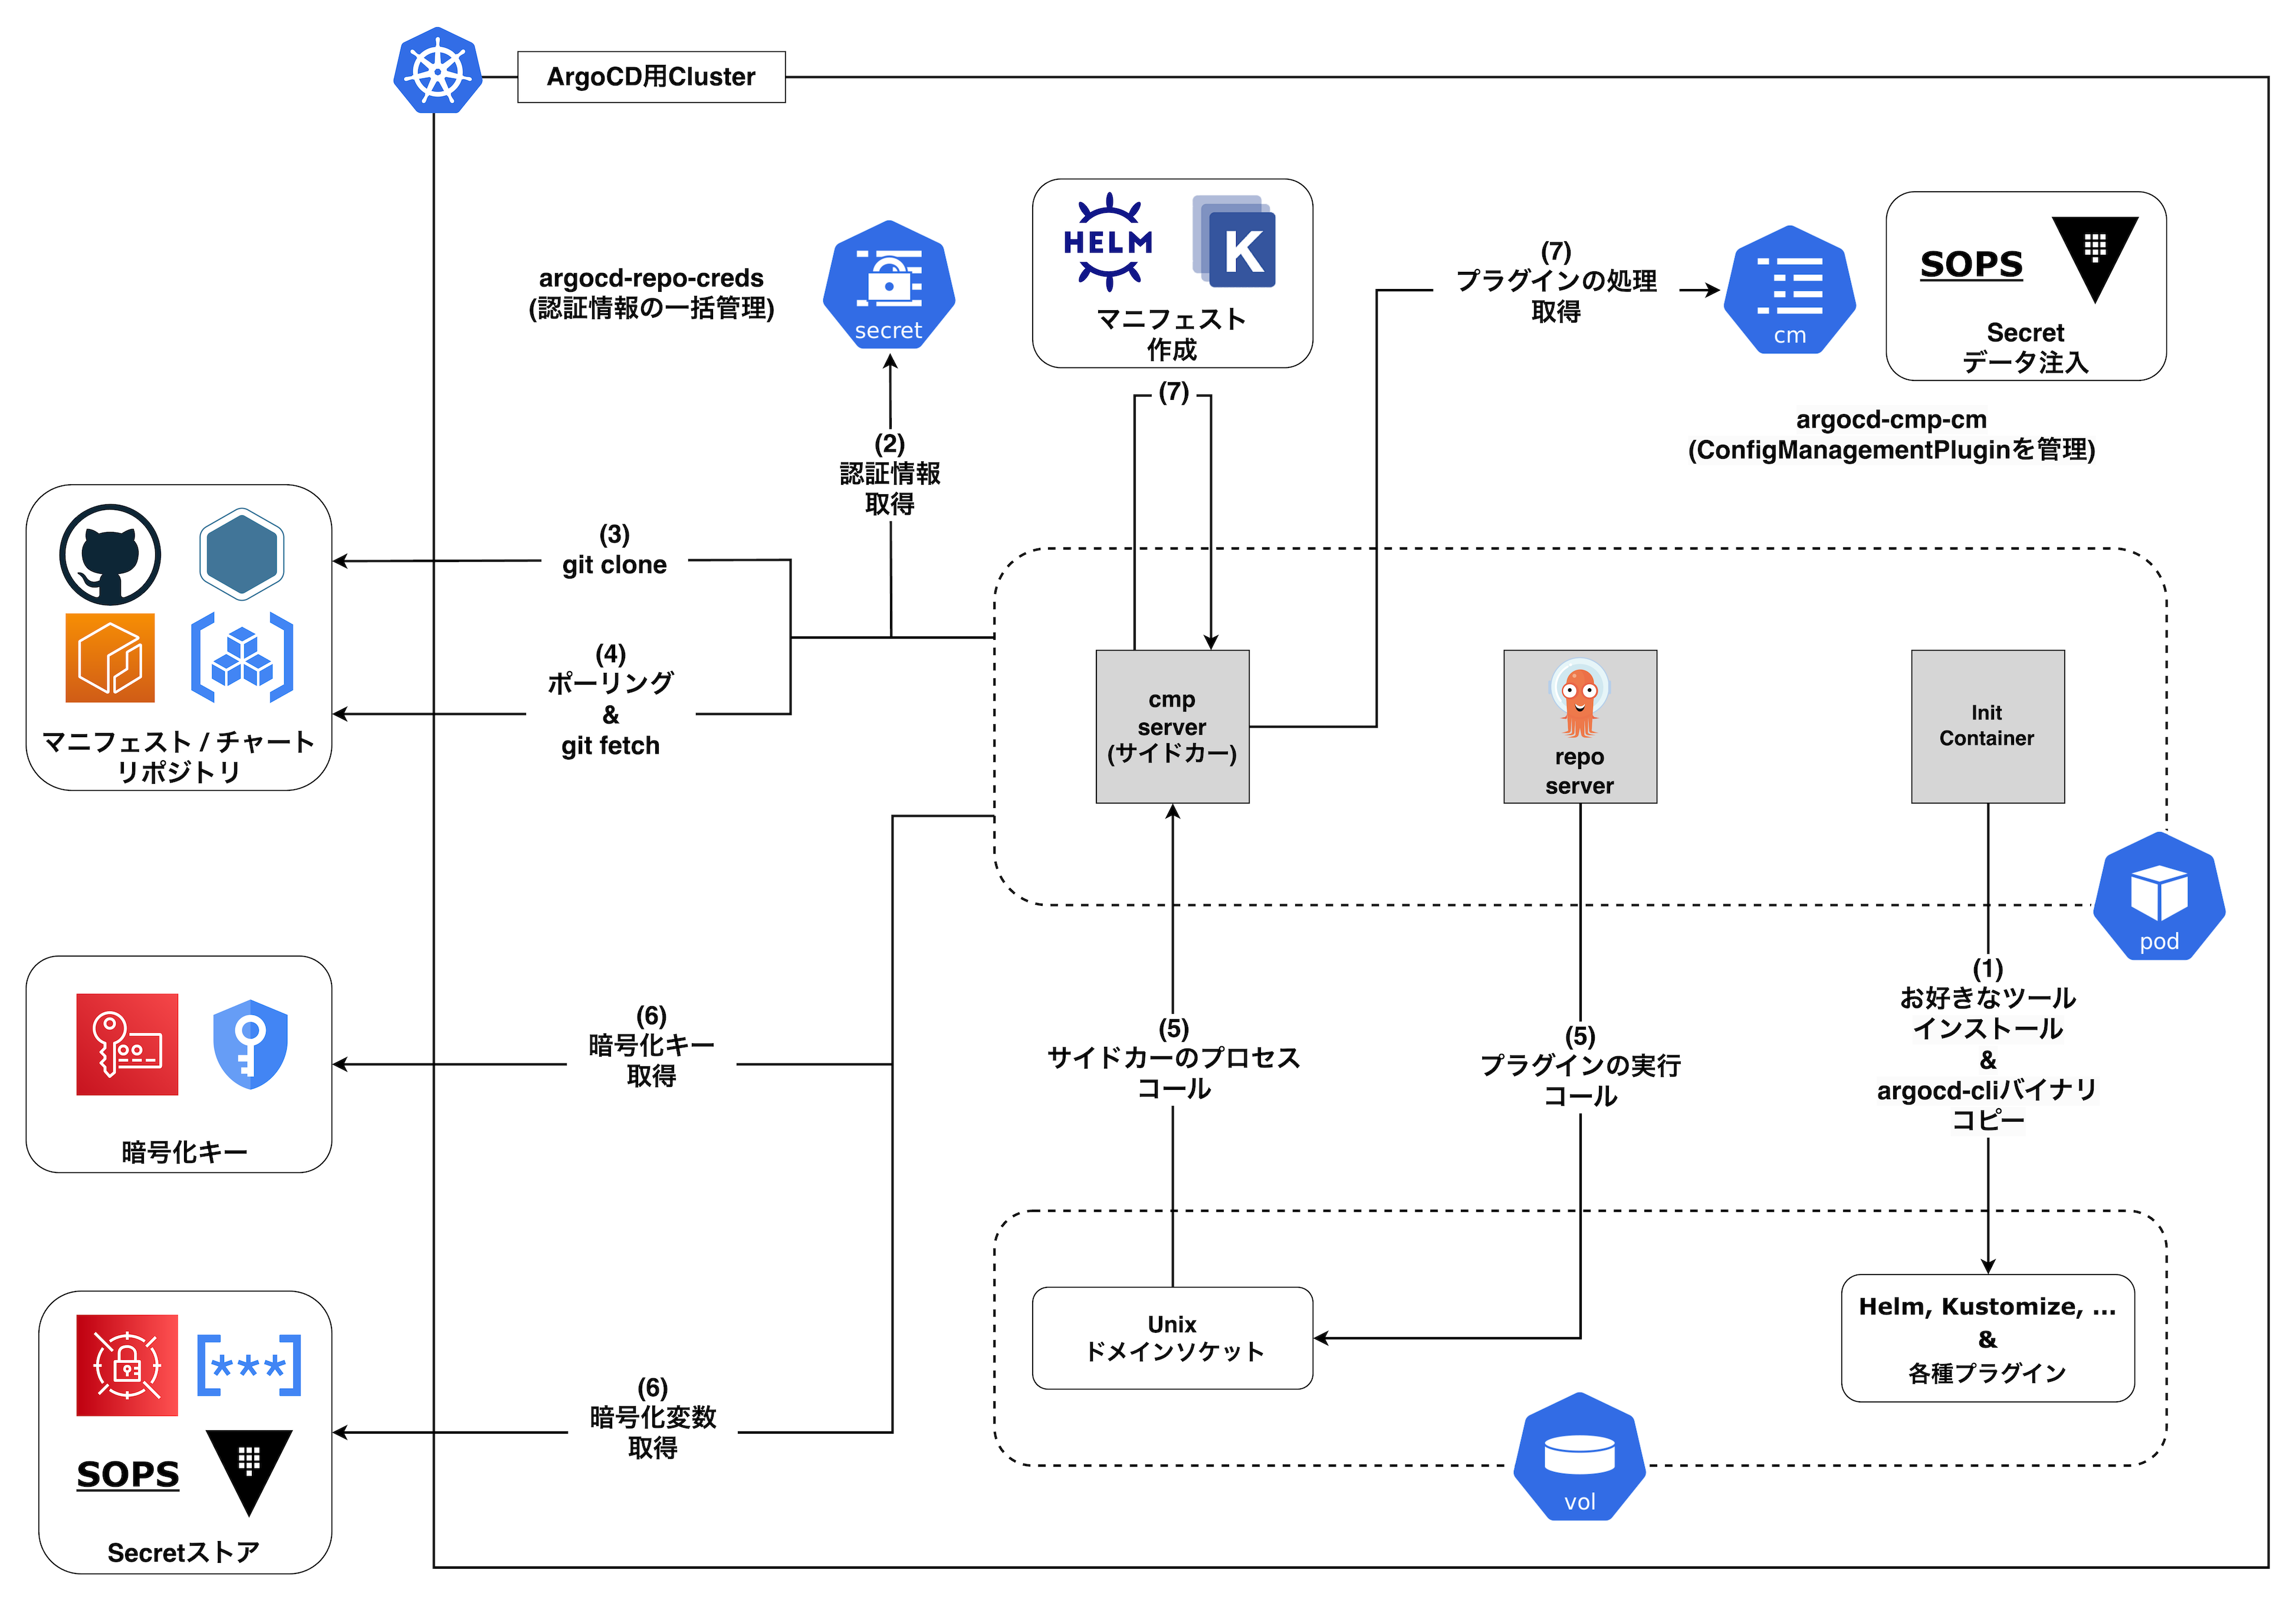 ArgoCD用Cluster
argocd-repo-creds
(認証情報の一括管理)
secret
HELM
K
マニフェスト
作成
(7)
(7)
プラグインの処理
取得
cm
SOPS
Secret
データ注入
argocd-cmp-cm
(ConfigManagementPluginを管理)
(2)
認証情報
取得
(3)
git clone
(4)
ポーリング
&
git fetch
マニフェスト / チャート
リポジトリ
cmp
server
(サイドカー)
repo
server
Init
Container
pod
(1)
お好きなツール
インストール
&
argocd-cliバイナリ
コピー
(5)
サイドカーのプロセス
コール
(5)
プラグインの実行
コール
(6)
暗号化キー
取得
暗号化キー
Unix
ドメインソケット
Helm, Kustomize, ...
&
各種プラグイン
vol
(6)
暗号化変数
取得
[***]
SOPS
Secretストア